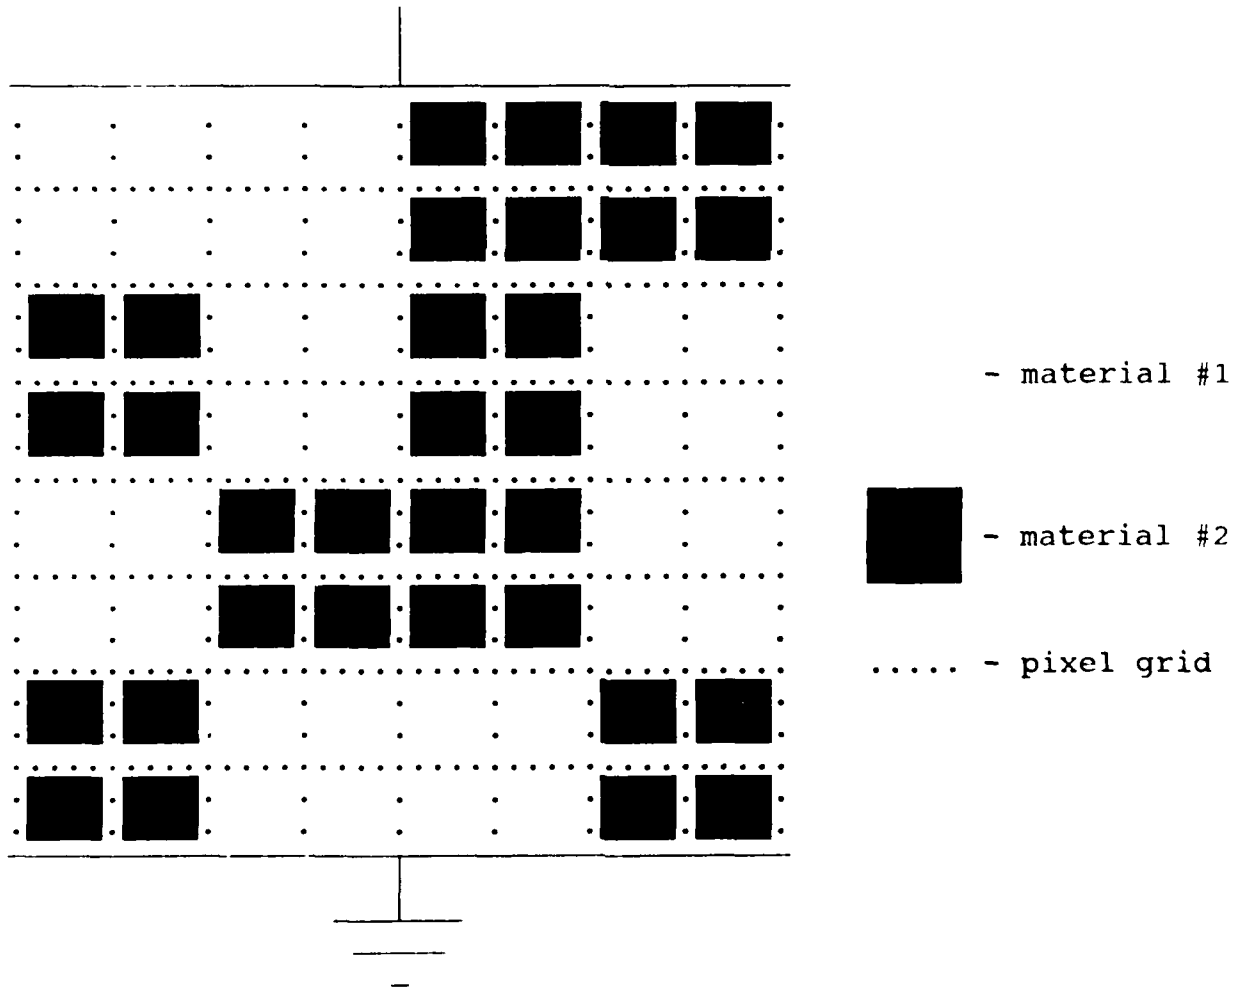 - material #1
- material #2
..... - pixel grid